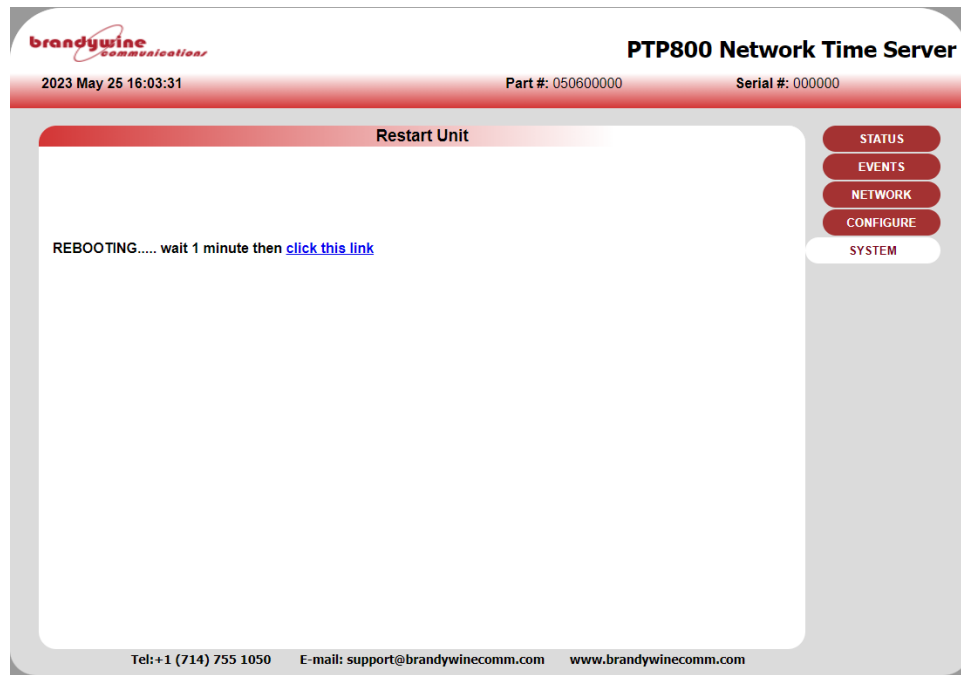 brandywine
communications
PTP800 Network Time Server
2023 May 25 16:03:31 Part #: 050600000 Serial #: 000000
Restart Unit
STATUS
EVENTS
NETWORK
CONFIGURE
SYSTEM
REBOOTING..... wait 1 minute then click this link
Tel:+1 (714) 755 1050 E-mail: support@brandywinecomm.com www.brandywinecomm.com